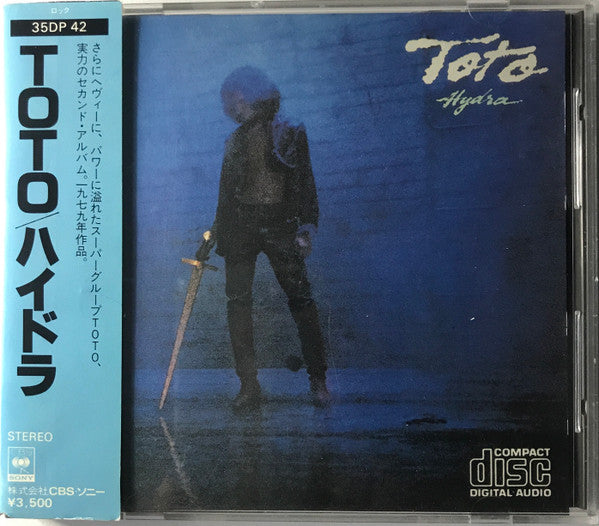 ロック
35DP 42
TOTO/ハイドラ
さらにヘヴィーに、パワーに溢れたスーパーグループTOTO、
実力のセカンド・アルバム。一九七九年作品。
STEREO
SONY
株式会社CBS・ソニー
¥3,500
Toto
Hydra
COMPACT
disc
DIGITAL AUDIO